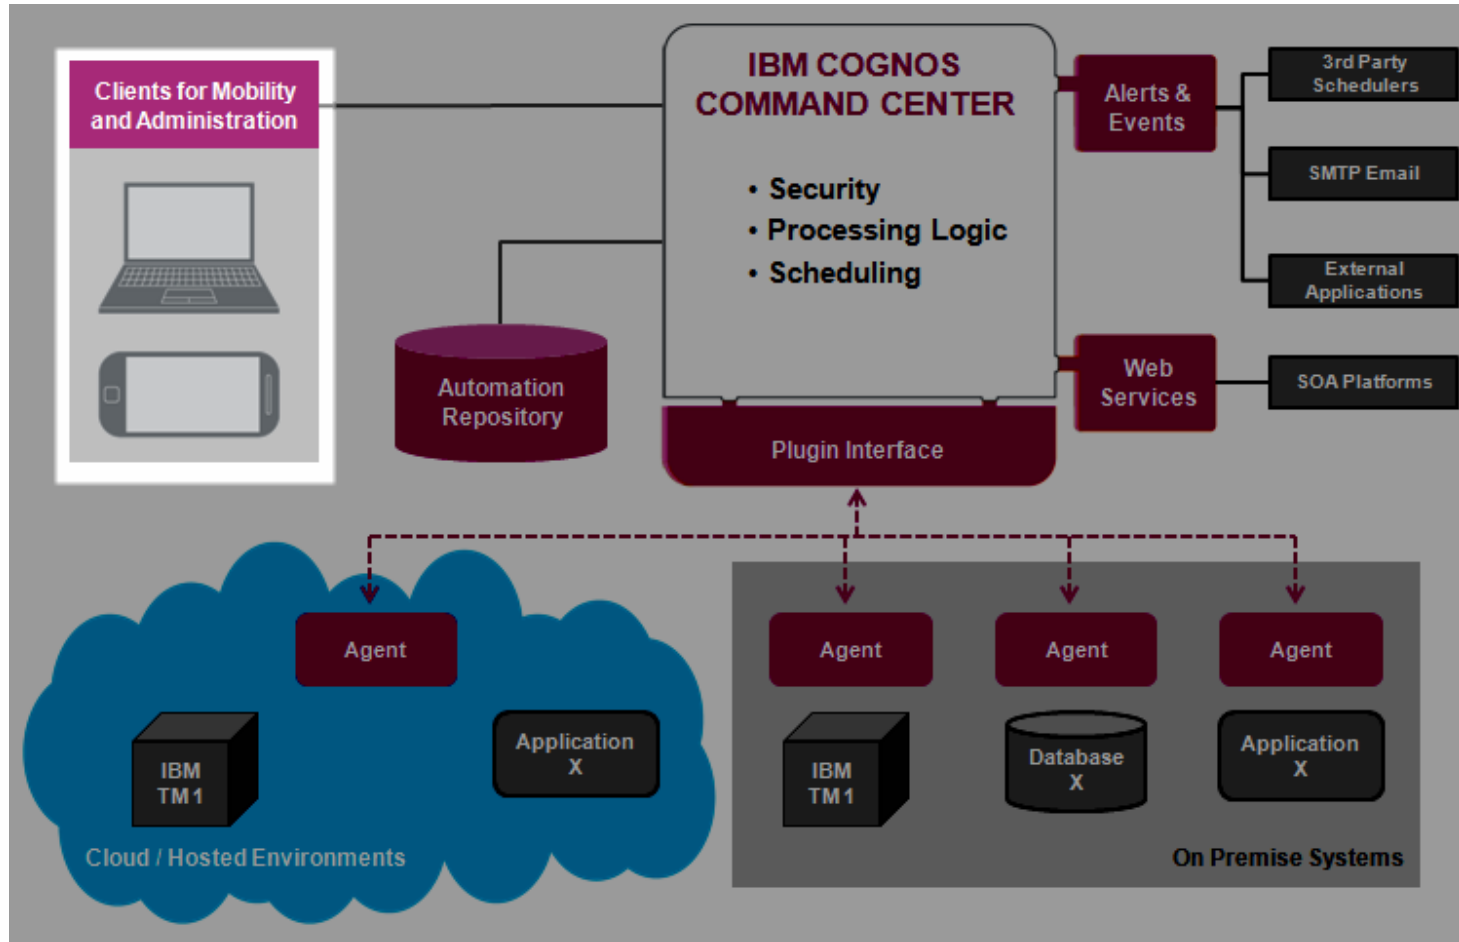 Clients for Mobility
and Administration
IBM COGNOS
COMMAND CENTER
• Security
• Processing Logic
• Scheduling
Alerts &
Events
3rd Party
Schedulers
SMTP Email
External
Applications
Web
Services
SOA Platforms
Automation
Repository
Plugin Interface
Agent
Agent
Agent
Agent
IBM
TM1
Application
X
IBM
TM1
Database
X
Application
X
Cloud / Hosted Environments
On Premise Systems